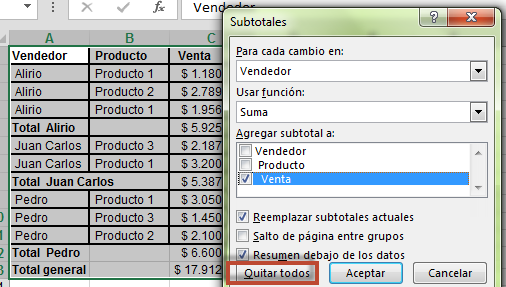 fx Vendedor
A B C
Vendedor Producto Venta
Alirio Producto 1 $ 1.180
Alirio Producto 2 $ 2.789
Alirio Producto 1 $ 1.956
Total Alirio $ 5.925
Juan Carlos Producto 3 $ 2.187
Juan Carlos Producto 1 $ 3.200
Total Juan Carlos $ 5.387
Pedro Producto 1 $ 3.050
Pedro Producto 3 $ 1.450
Pedro Producto 2 $ 2.100
Total Pedro $ 6.600
Total general $ 17.912
Subtotales
Para cada cambio en:
Vendedor
Usar función:
Suma
Agregar subtotal a:
Vendedor
Producto
Venta
Reemplazar subtotales actuales
Salto de página entre grupos
Resumen debajo de los datos
Quitar todos Aceptar Cancelar